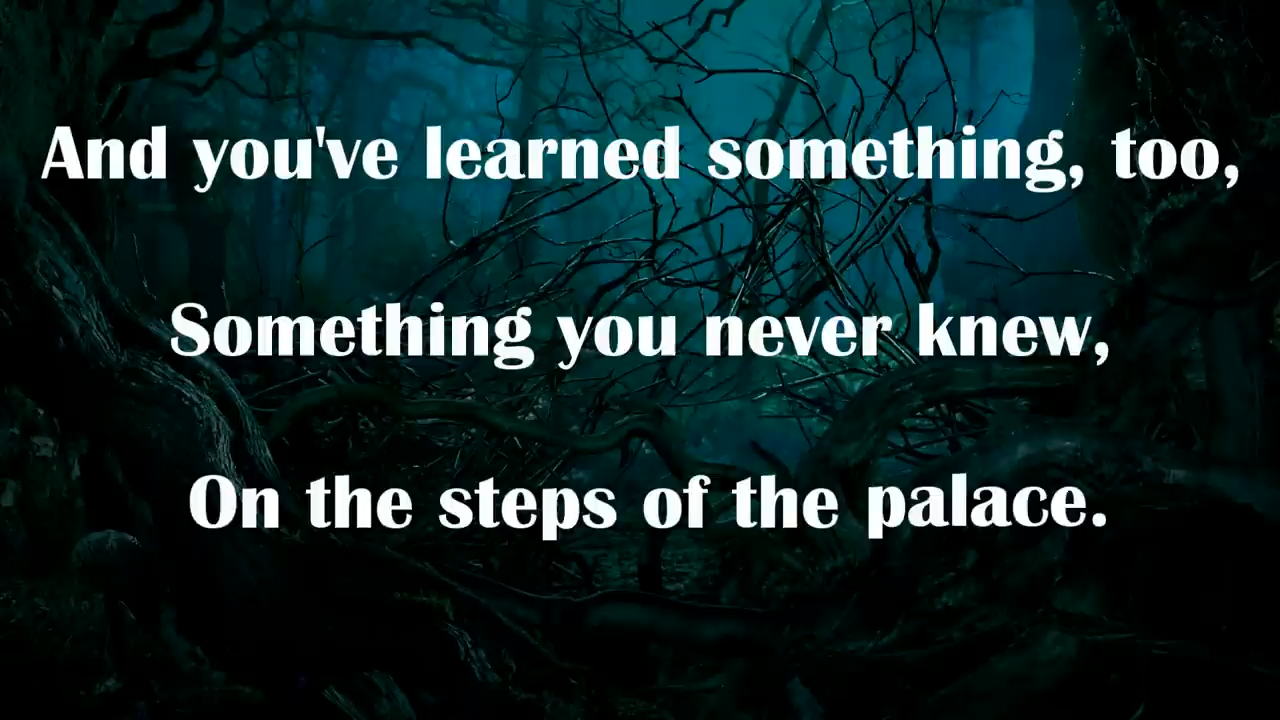 And you've learned something, too,
Something you never knew,
On the steps of the palace.